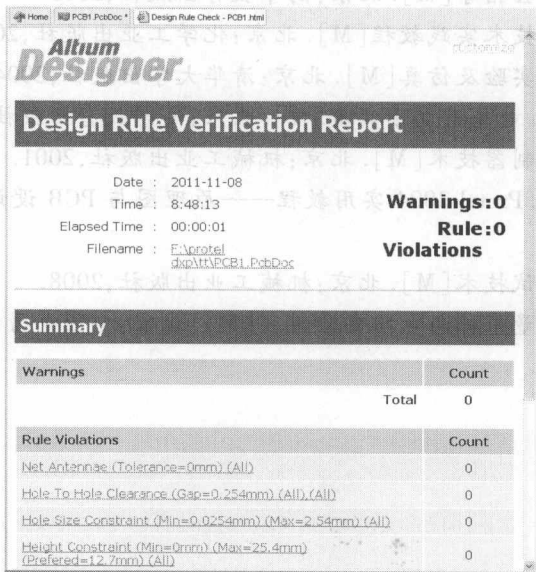 Home PCB1.PcbDoc * Design Rule Check - PCB1.html
Altium
Designer
customize
Design Rule Verification Report
Date : 2011-11-08
Time : 8:48:13
Elapsed Time : 00:00:01
Filename : F:\protel
dxp\tt\PCB1.PcbDoc
Warnings:0
Rule:0
Violations
Summary
Warnings Count
Total 0
Rule Violations Count
Net Antennae (Tolerance=0mm) (All) 0
Hole To Hole Clearance (Gap=0.254mm) (All),(All) 0
Hole Size Constraint (Min=0.0254mm) (Max=2.54mm) (All) 0
Height Constraint (Min=0mm) (Max=25.4mm)
(Prefered=12.7mm) (All) 0